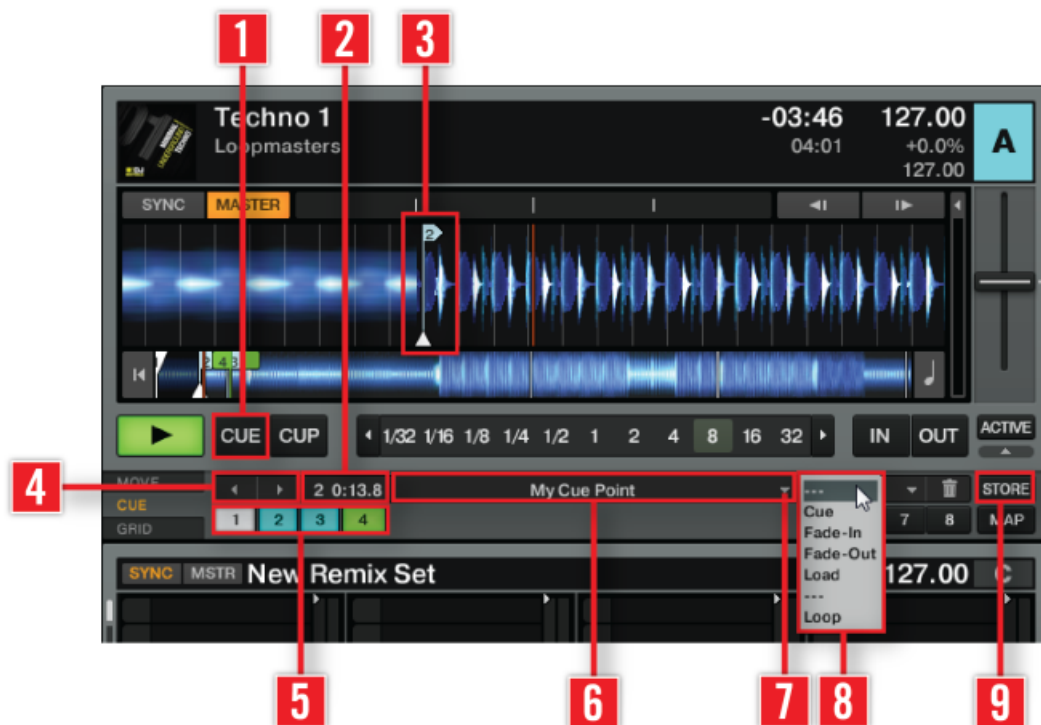 1 2 3
Techno 1 -03:46 127.00 A
Loopmasters 04:01 +0.0%
127.00
SYNC MASTER
2
2 4 3
CUE CUP 1/32 1/16 1/8 1/4 1/2 1 2 4 8 16 32 IN OUT ACTIVE
4
MOVE
CUE 2 0:13.8 My Cue Point --- STORE
GRID 1 2 3 4 7 8 MAP
Cue
Fade-In
Fade-Out
Load
---
Loop
SYNC MSTR New Remix Set 127.00 C
5 6 7 8 9